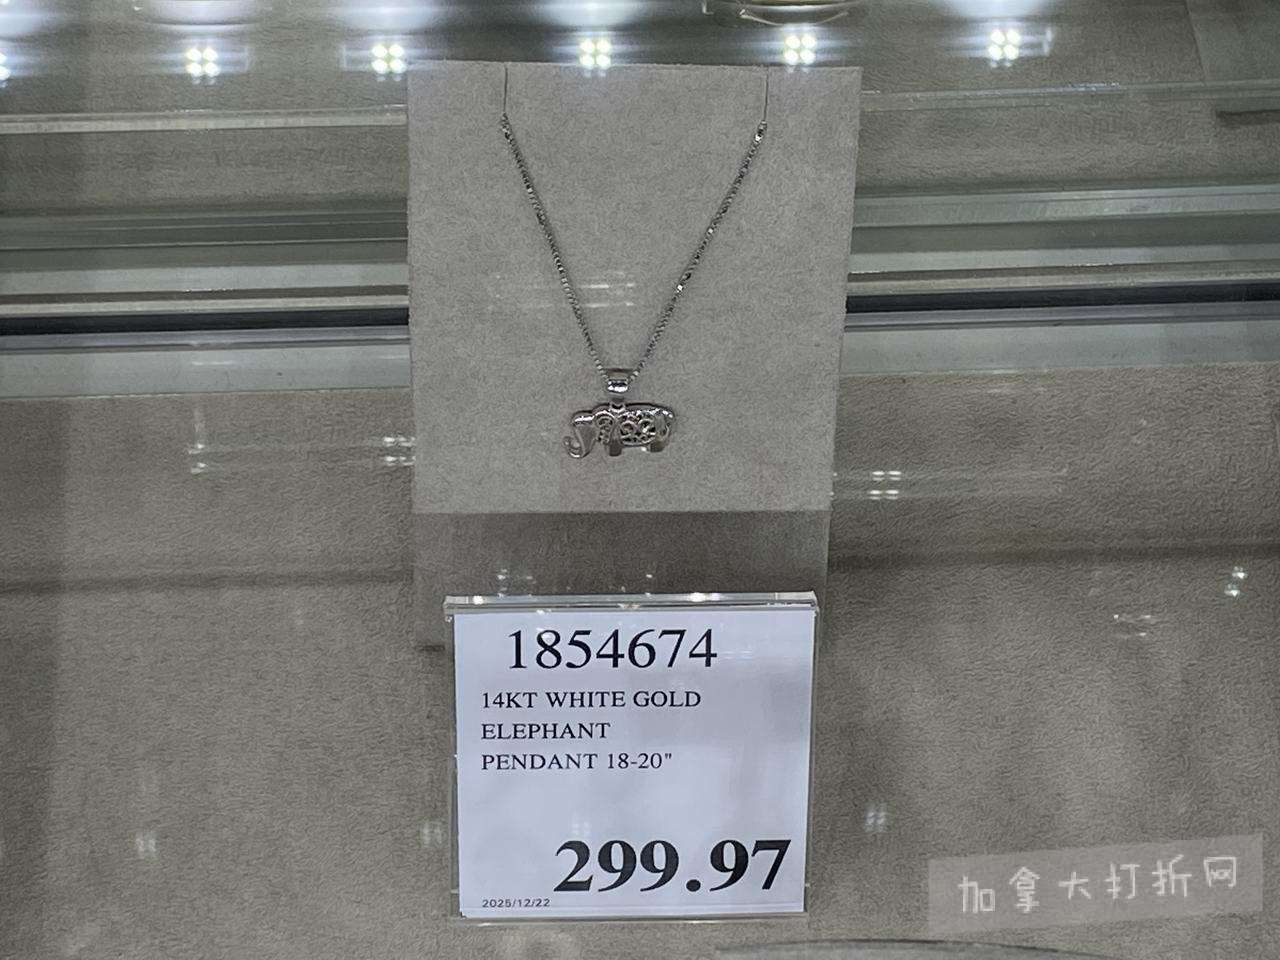 1854674
14KT WHITE GOLD
ELEPHANT
PENDANT 18-20"
299.97
2025/12/22
加拿大打折网